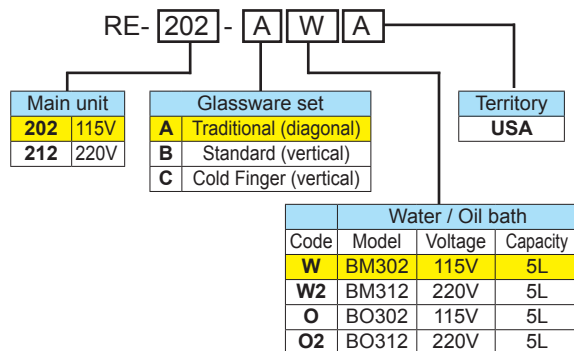 RE- 202 - A W A
Main unit
202 115V
212 220V
Glassware set
A Traditional (diagonal)
B Standard (vertical)
C Cold Finger (vertical)
Territory
USA
Water / Oil bath
Code Model Voltage Capacity
W BM302 115V 5L
W2 BM312 220V 5L
O BO302 115V 5L
O2 BO312 220V 5L